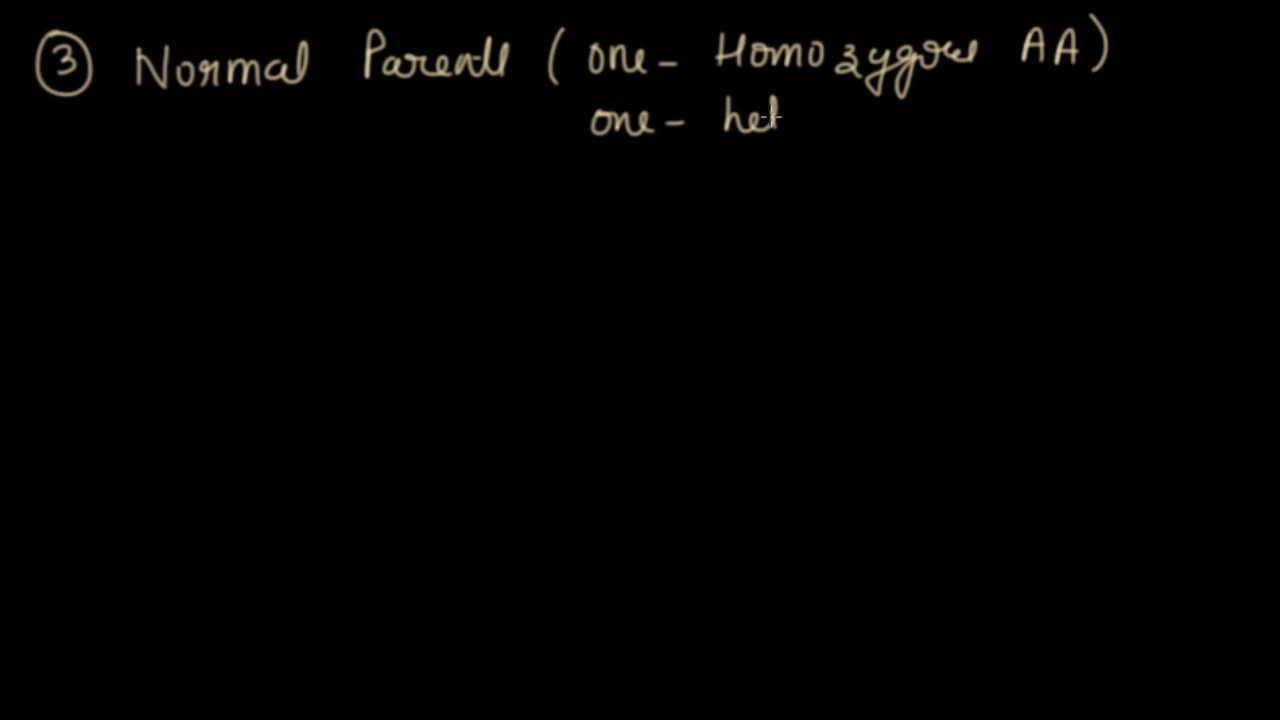 ③ Normal Parents ( one - Homozygous AA )
one - het